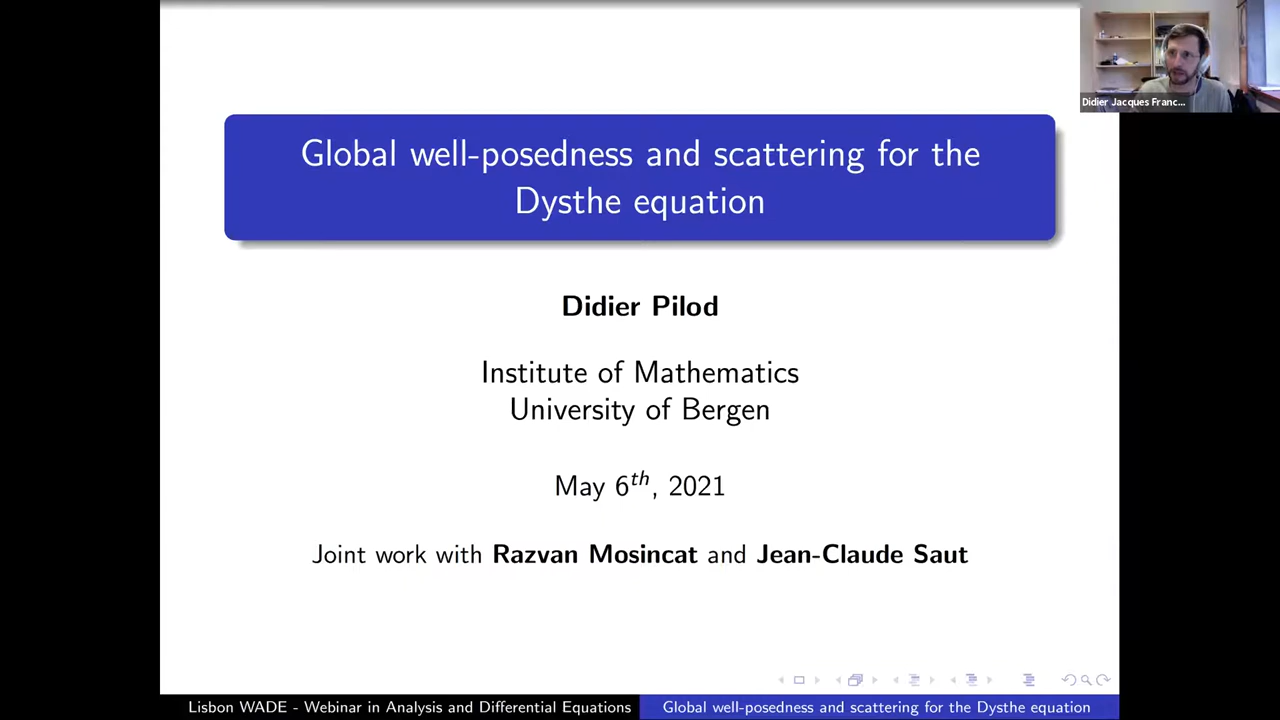 Didier Jacques Franc...
Global well-posedness and scattering for the
Dysthe equation
Didier Pilod
Institute of Mathematics
University of Bergen
May 6th, 2021
Joint work with Razvan Mosincat and Jean-Claude Saut
Lisbon WADE - Webinar in Analysis and Differential Equations
Global well-posedness and scattering for the Dysthe equation